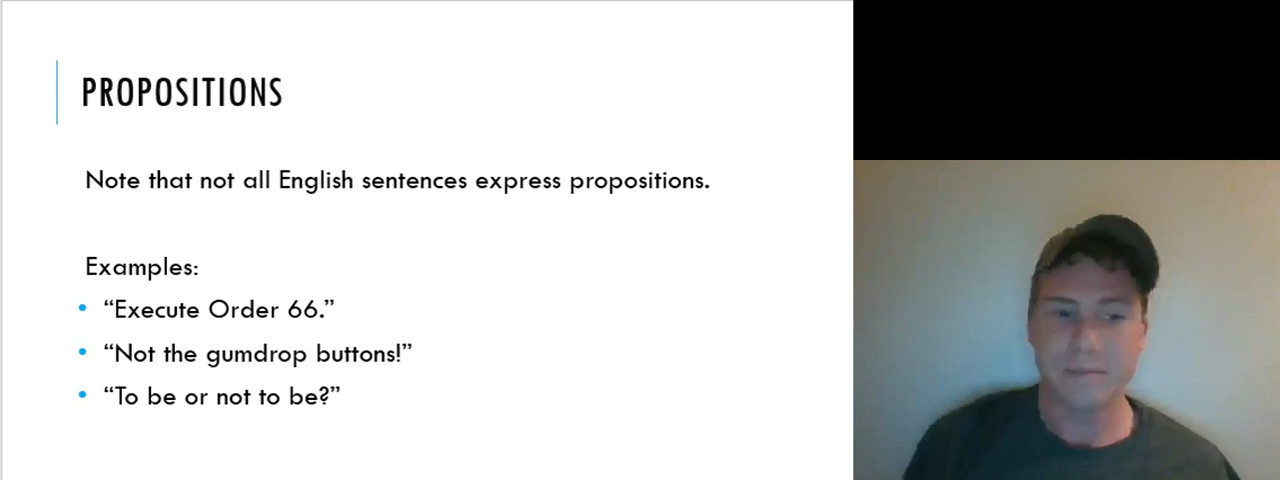 PROPOSITIONS
Note that not all English sentences express propositions.
Examples:
• “Execute Order 66.”
• “Not the gumdrop buttons!”
• “To be or not to be?”